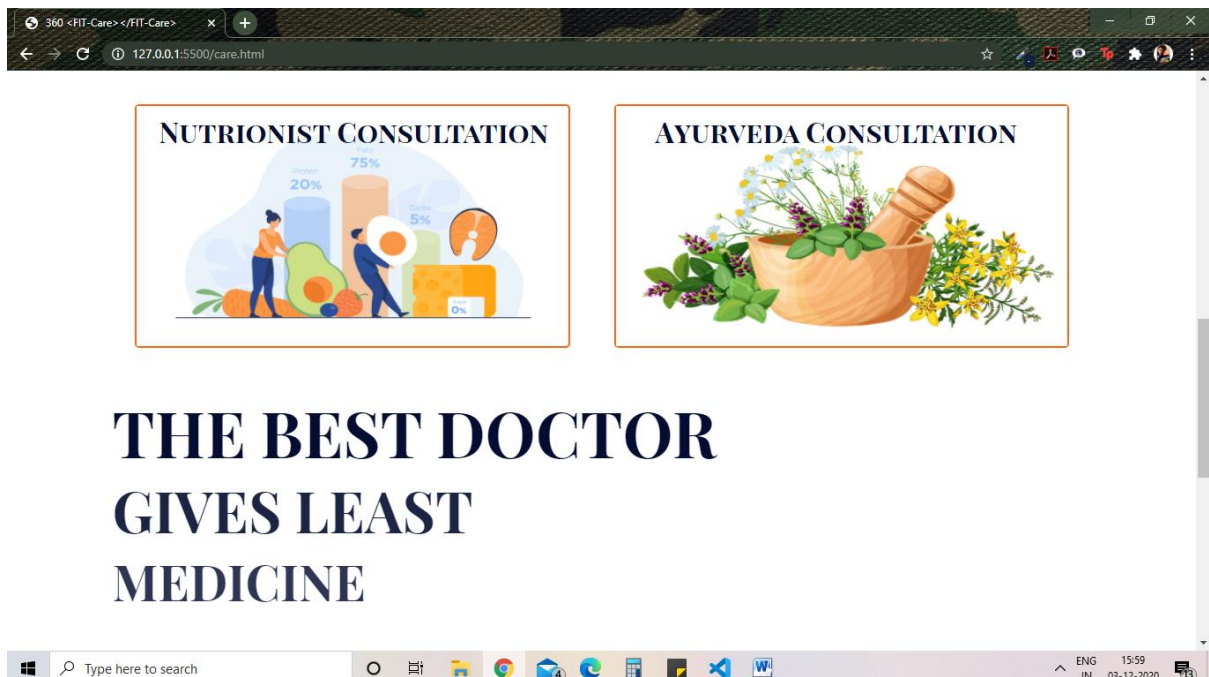 360 <FIT-Care></FIT-Care>
127.0.0.1:5500/care.html
NUTRIONIST CONSULTATION
Fats
75%
Protein
20%
Carbs
5%
0%
AYURVEDA CONSULTATION
THE BEST DOCTOR
GIVES LEAST
MEDICINE
Type here to search
4
W
ENG
IN
15:59
03-12-2020
13